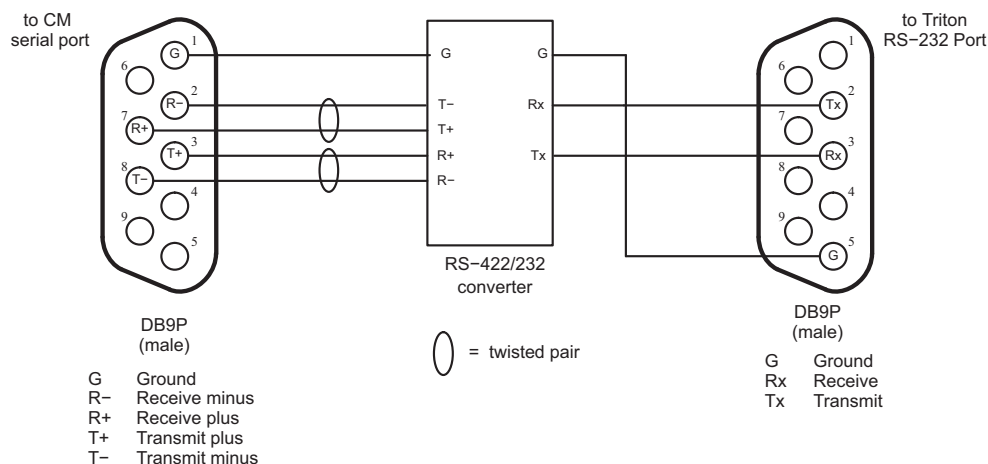 to CM
serial port
1
G
6
2
R−
7
R+
3
T+
8
T−
4
9
5
DB9P
(male)
G Ground
R− Receive minus
R+ Receive plus
T+ Transmit plus
T− Transmit minus
G G
T− Rx
T+
R+ Tx
R−
RS−422/232
converter
= twisted pair
to Triton
RS−232 Port
1
6
2
Tx
7
3
Rx
8
4
9
5
G
DB9P
(male)
G Ground
Rx Receive
Tx Transmit